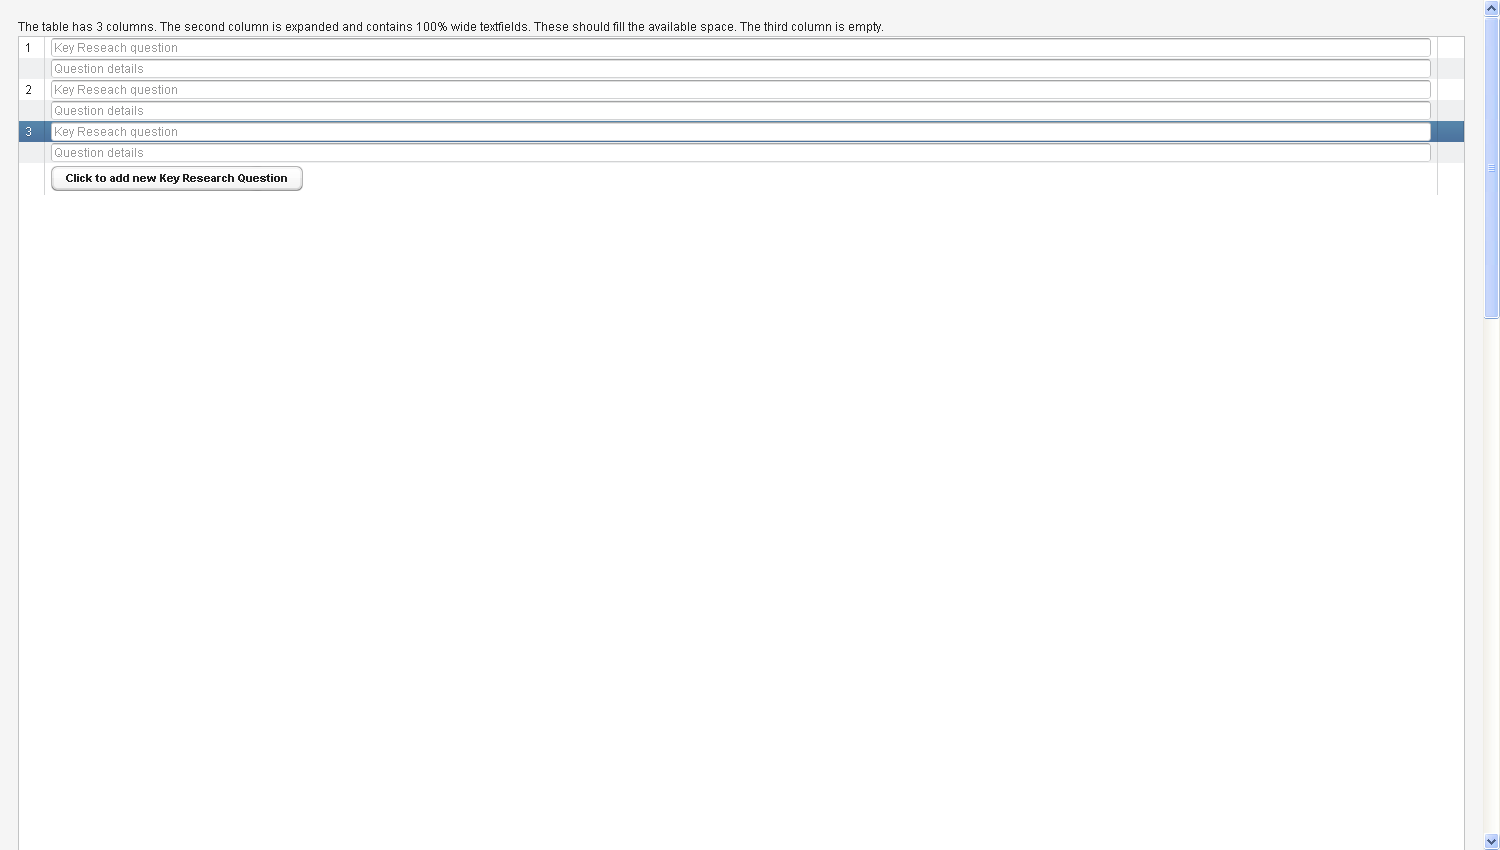 The table has 3 columns. The second column is expanded and contains 100% wide textfields. These should fill the available space. The third column is empty.
1 Key Reseach question
Question details
2 Key Reseach question
Question details
3 Key Reseach question
Question details
Click to add new Key Research Question